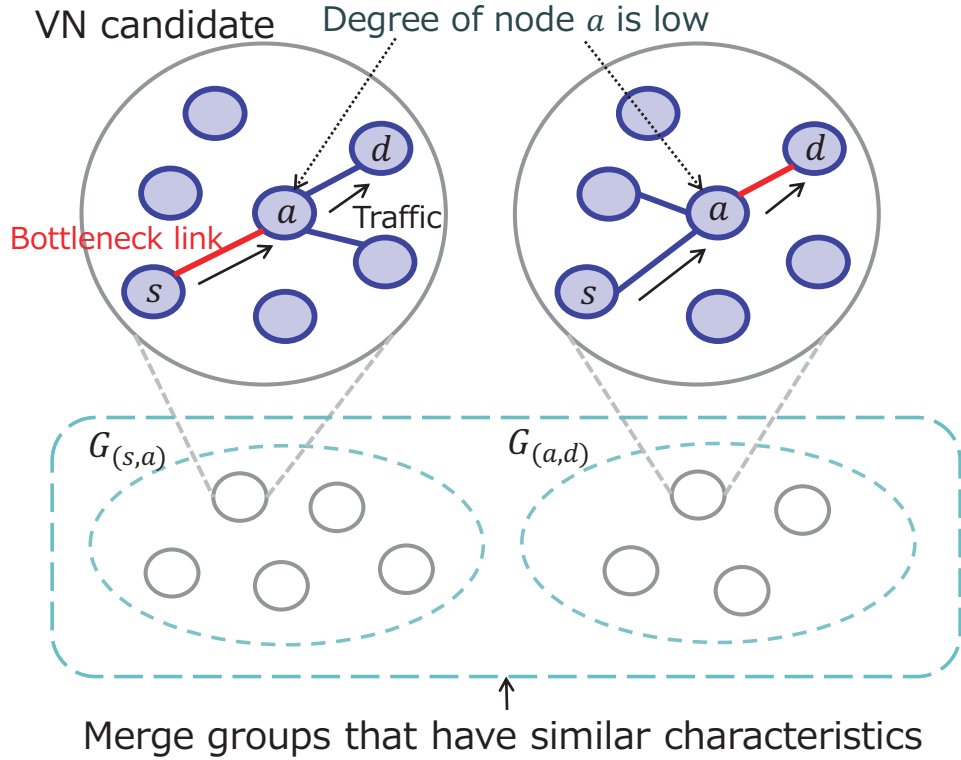 VN candidate
Degree of node a is low
d
a
Traffic
Bottleneck link
s
d
a
s
G(s,a)
G(a,d)
Merge groups that have similar characteristics